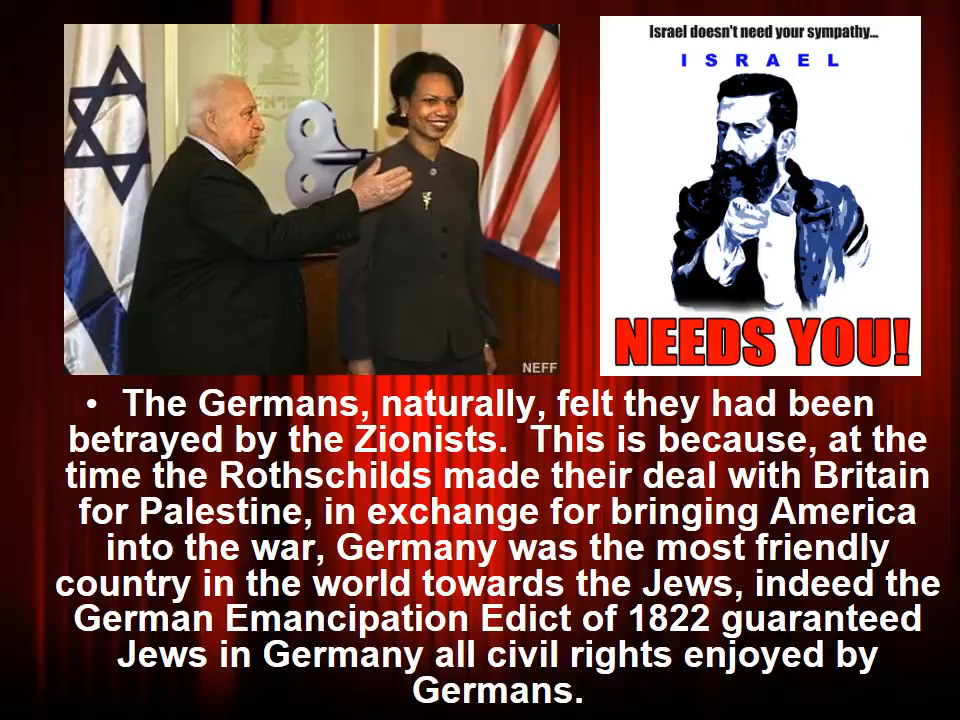 Israel doesn't need your sympathy...
ISRAEL
NEEDS YOU!
NEFF
• The Germans, naturally, felt they had been
betrayed by the Zionists. This is because, at the
time the Rothschilds made their deal with Britain
for Palestine, in exchange for bringing America
into the war, Germany was the most friendly
country in the world towards the Jews, indeed the
German Emancipation Edict of 1822 guaranteed
Jews in Germany all civil rights enjoyed by
Germans.